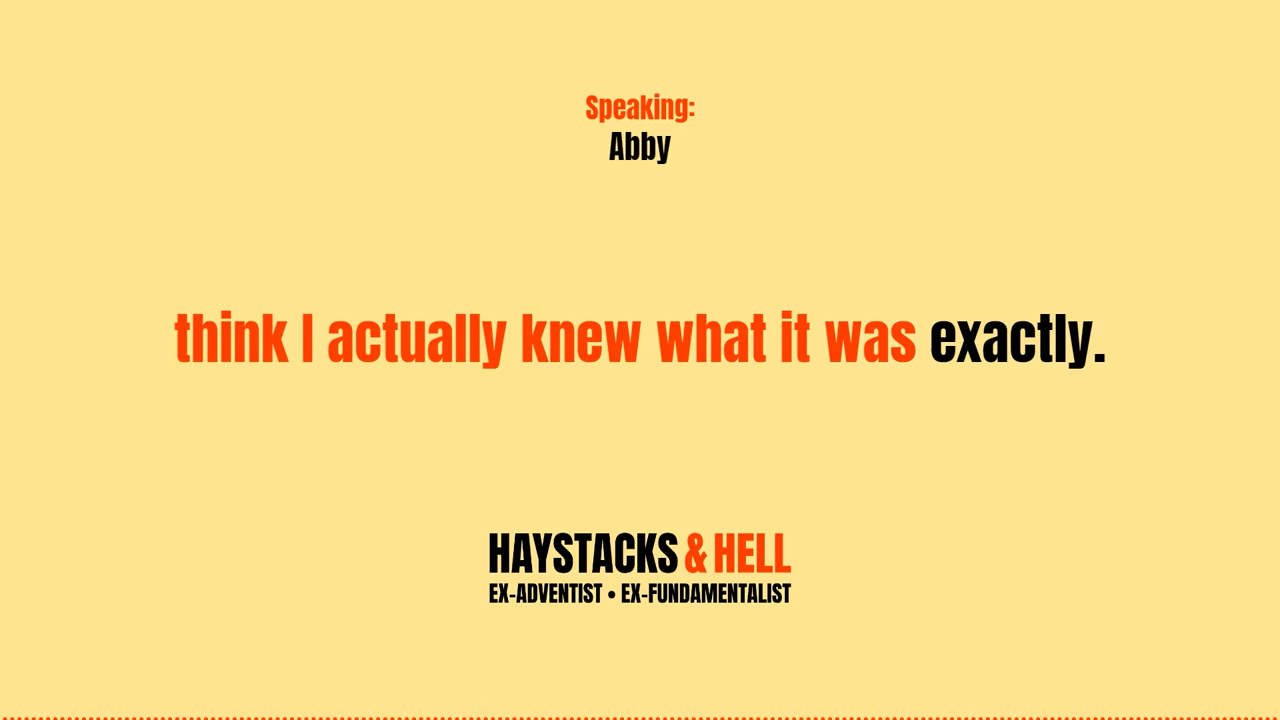 Speaking:
Abby
think I actually knew what it was exactly.
HAYSTACKS & HELL
EX-ADVENTIST • EX-FUNDAMENTALIST